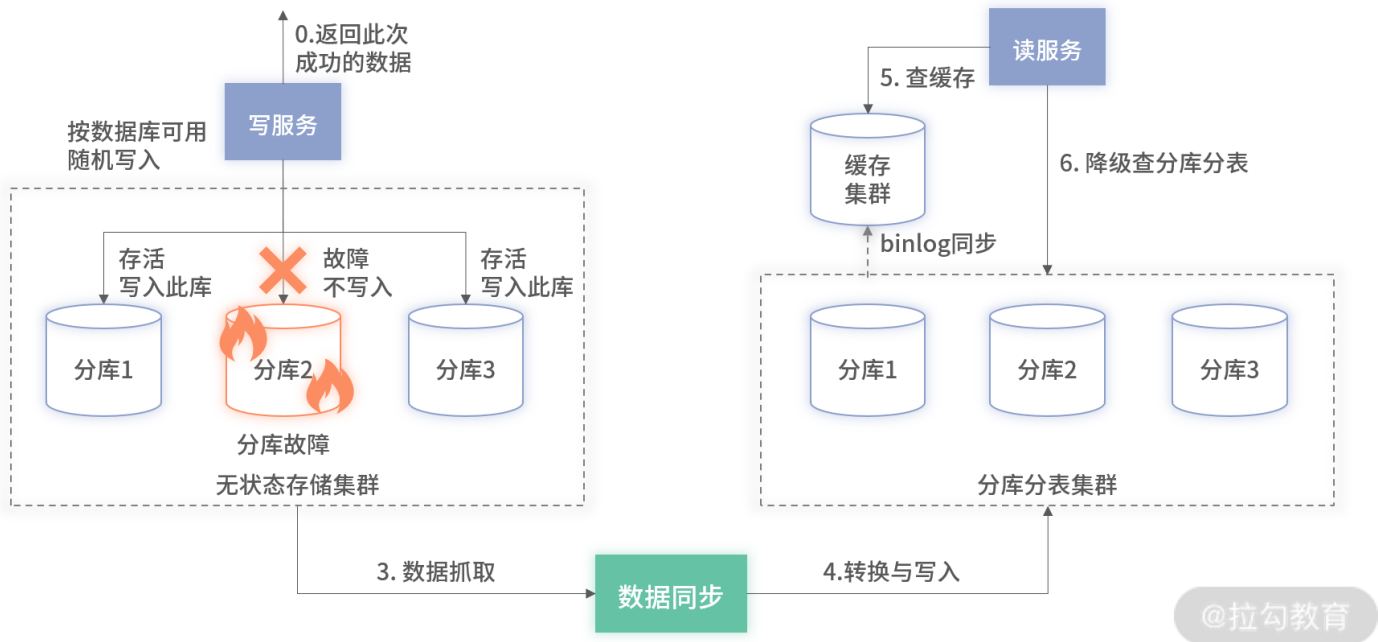 0.返回此次
成功的数据
写服务
按数据库可用
随机写入
存活
写入此库
故障
不写入
存活
写入此库
分库1
分库2
分库3
分库故障
无状态存储集群
3. 数据抓取
数据同步
4.转换与写入
读服务
5. 查缓存
缓存
集群
6. 降级查分库分表
binlog同步
分库1
分库2
分库3
分库分表集群
@拉勾教育